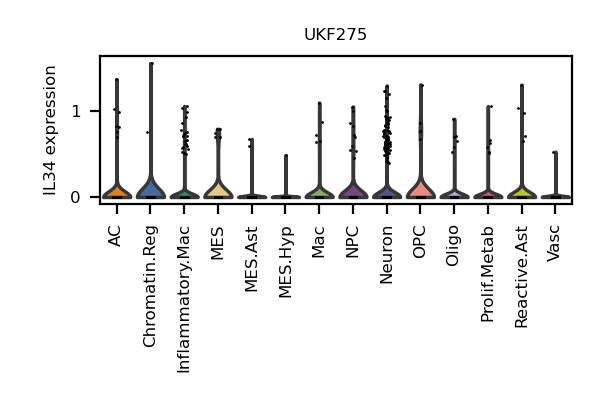 UKF275
IL34 expression
1
0
AC
Chromatin.Reg
Inflammatory.Mac
MES
MES.Ast
MES.Hyp
Mac
NPC
Neuron
OPC
Oligo
Prolif.Metab
Reactive.Ast
Vasc